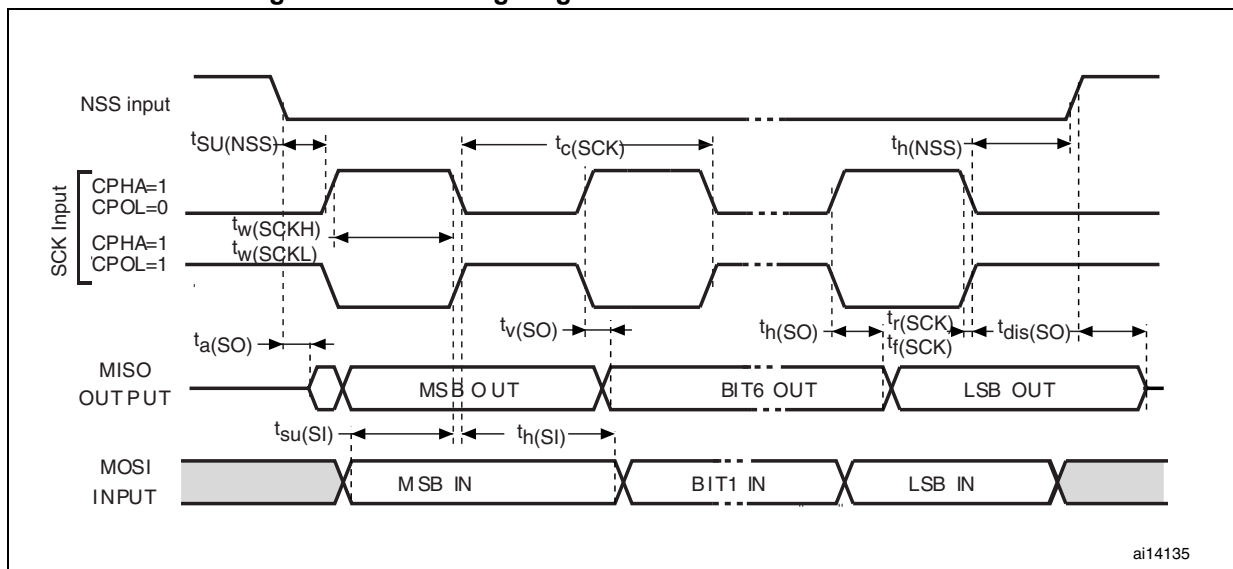 NSS input
tSU(NSS)
tc(SCK)
th(NSS)
SCK Input
CPHA=1
CPOL=0
CPHA=1
CPOL=1
tw(SCKH)
tw(SCKL)
ta(SO)
tv(SO)
th(SO)
tr(SCK)
tf(SCK)
tdis(SO)
MISO
OUTPUT
MSB OUT
BIT6 OUT
LSB OUT
tsu(SI)
th(SI)
MOSI
INPUT
MSB IN
BIT1 IN
LSB IN
ai14135